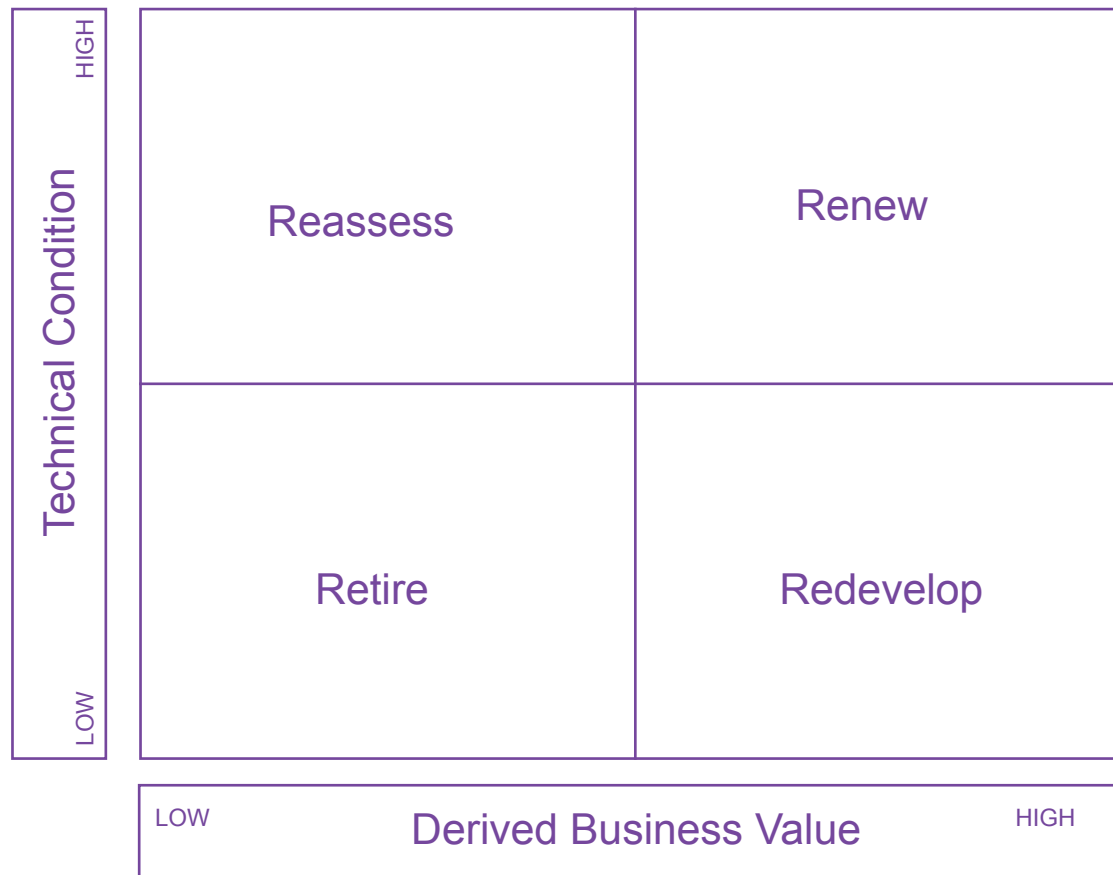 HIGH
Technical Condition
LOW
Reassess
Renew
Retire
Redevelop
LOW
Derived Business Value
HIGH